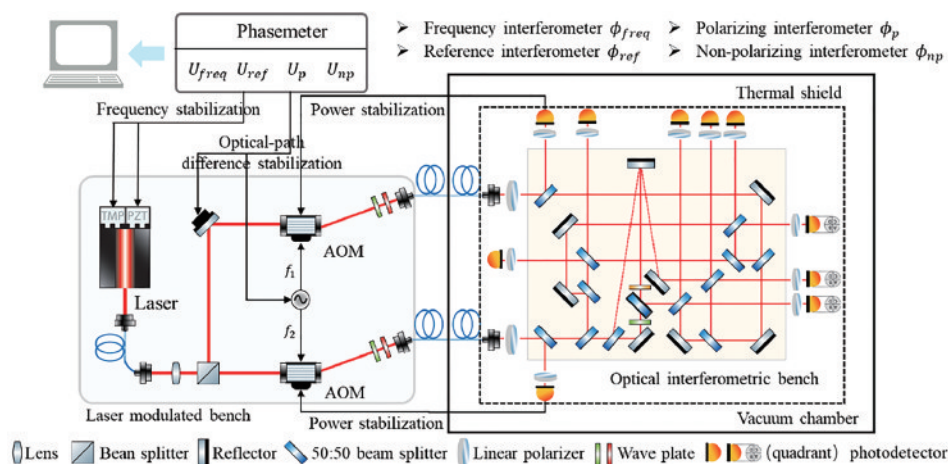 Phasemeter
U_freq U_ref U_p U_np
➤ Frequency interferometer ϕ_freq ➤ Polarizing interferometer ϕ_p
➤ Reference interferometer ϕ_ref ➤ Non-polarizing interferometer ϕ_np
Frequency stabilization
Power stabilization
Thermal shield
Optical-path
difference stabilization
TMP PZT
AOM
Laser
f_1
f_2
AOM
Optical interferometric bench
Laser modulated bench
Power stabilization
Vacuum chamber
Lens Bean splitter Reflector 50:50 beam splitter Linear polarizer Wave plate (quadrant) photodetector